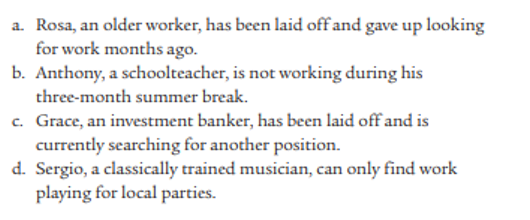 a. Rosa, an older worker, has been laid off and gave up looking
for work months ago.
b. Anthony, a schoolteacher, is not working during his
three-month summer break.
c. Grace, an investment banker, has been laid off and is
currently searching for another position.
d. Sergio, a classically trained musician, can only find work
playing for local parties.